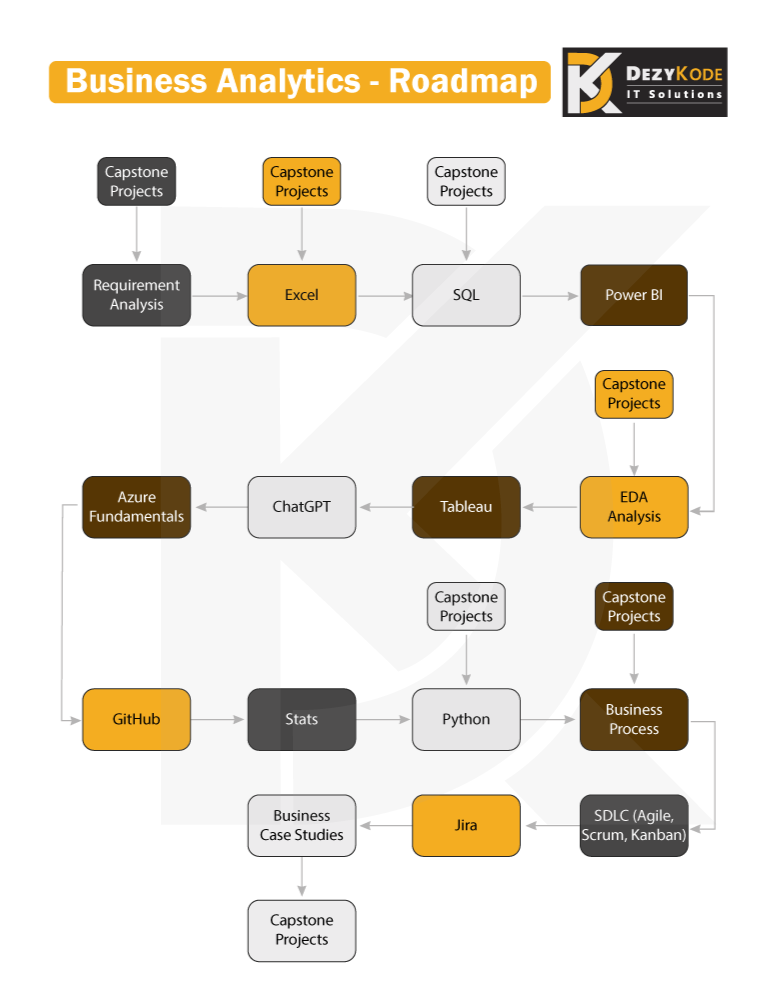 Business Analytics - Roadmap
DEZYKODE
IT Solutions
Capstone
Projects
Capstone
Projects
Capstone
Projects
Requirement
Analysis
Excel
SQL
Power BI
Capstone
Projects
Azure
Fundamentals
ChatGPT
Tableau
EDA
Analysis
Capstone
Projects
Capstone
Projects
GitHub
Stats
Python
Business
Process
Business
Case Studies
Jira
SDLC (Agile,
Scrum, Kanban)
Capstone
Projects